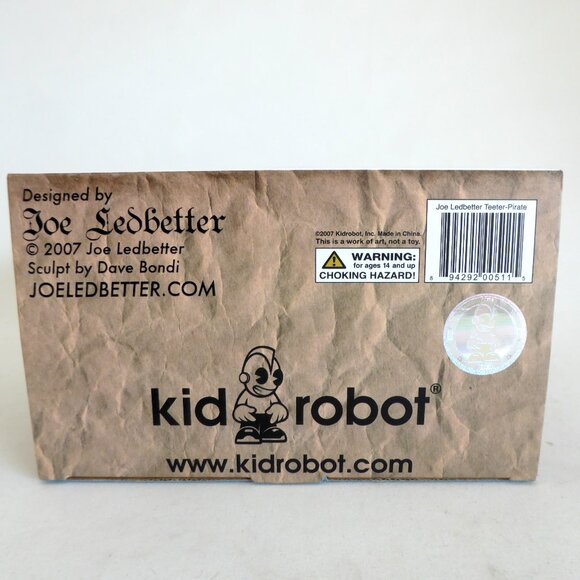 Designed by
Joe Ledbetter
© 2007 Joe Ledbetter
Sculpt by Dave Bondi
JOELEDBETTER.COM
©2007 Kidrobot, Inc. Made in China.
This is a work of art, not a toy.
WARNING:
for ages 14 and up
CHOKING HAZARD!
Joe Ledbetter Teeter-Pirate
8 94292 00511 5
kid robot®
www.kidrobot.com